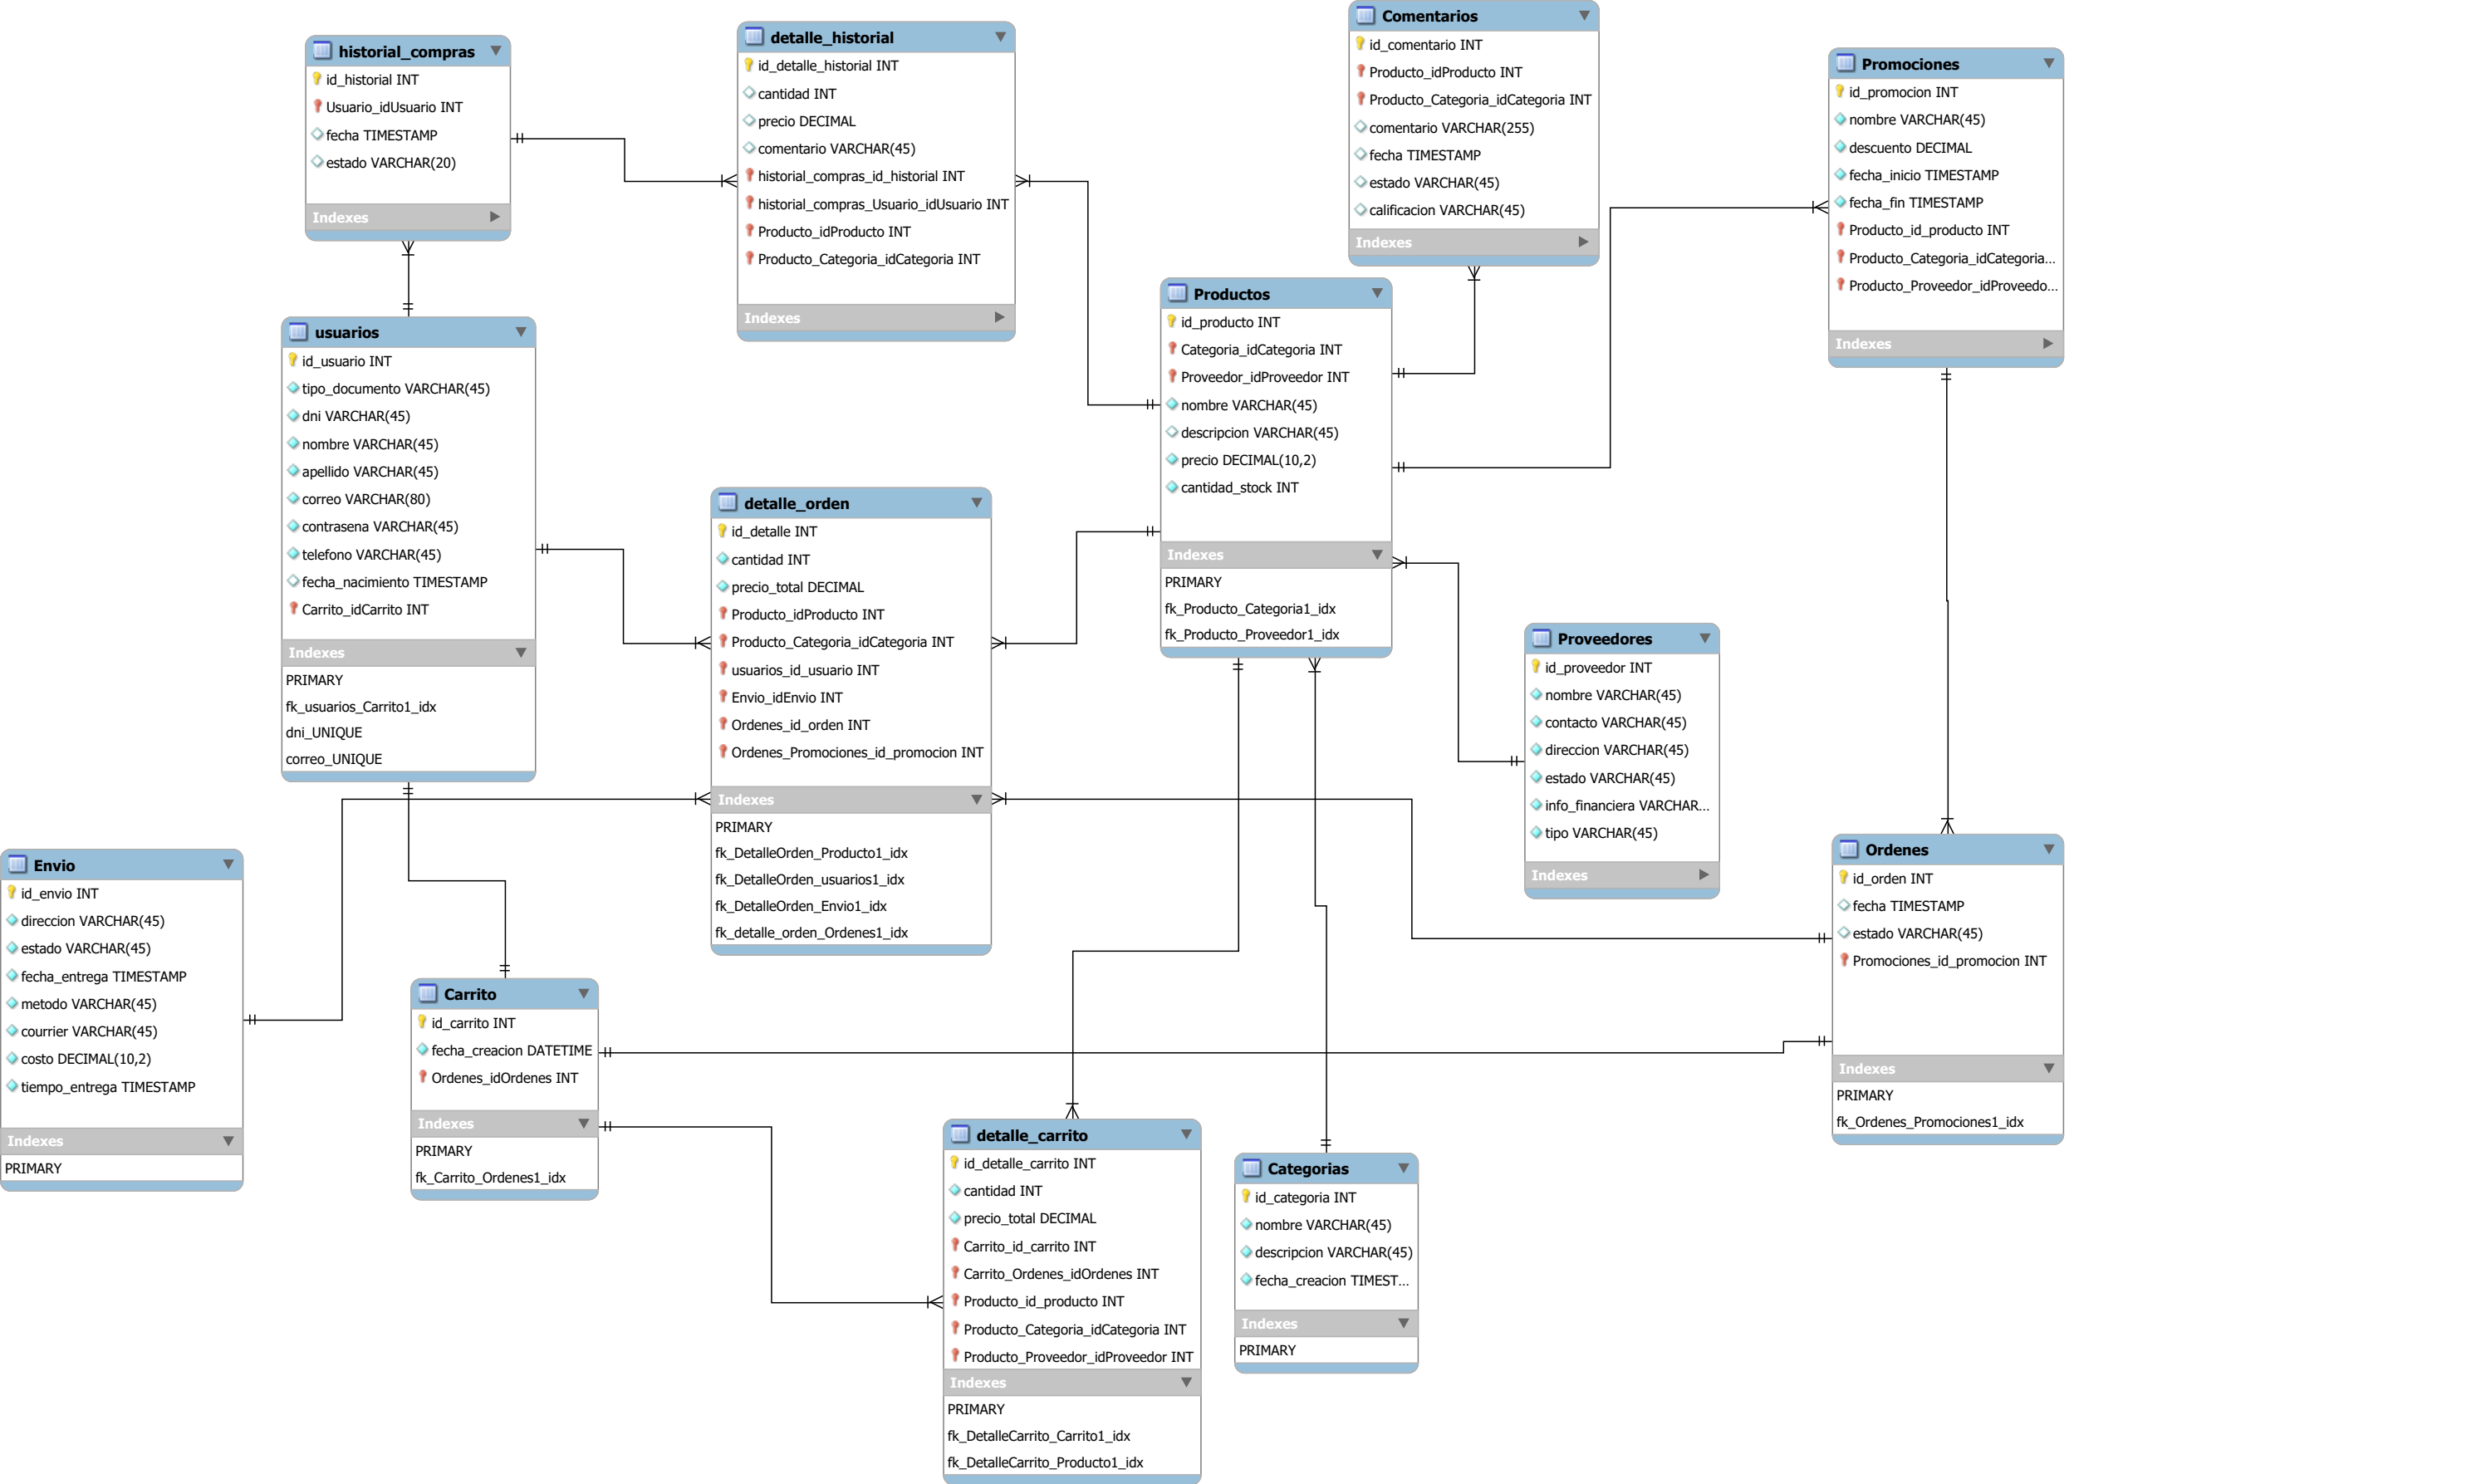 historial_compras
id_historial INT
Usuario_idUsuario INT
fecha TIMESTAMP
estado VARCHAR(20)
Indexes
detalle_historial
id_detalle_historial INT
cantidad INT
precio DECIMAL
comentario VARCHAR(45)
historial_compras_id_historial INT
historial_compras_Usuario_idUsuario INT
Producto_idProducto INT
Producto_Categoria_idCategoria INT
Indexes
Comentarios
id_comentario INT
Producto_idProducto INT
Producto_Categoria_idCategoria INT
comentario VARCHAR(255)
fecha TIMESTAMP
estado VARCHAR(45)
calificacion VARCHAR(45)
Indexes
Promociones
id_promocion INT
nombre VARCHAR(45)
descuento DECIMAL
fecha_inicio TIMESTAMP
fecha_fin TIMESTAMP
Producto_id_producto INT
Producto_Categoria_idCategoria...
Producto_Proveedor_idProveedo...
Indexes
usuarios
id_usuario INT
tipo_documento VARCHAR(45)
dni VARCHAR(45)
nombre VARCHAR(45)
apellido VARCHAR(45)
correo VARCHAR(80)
contrasena VARCHAR(45)
telefono VARCHAR(45)
fecha_nacimiento TIMESTAMP
Carrito_idCarrito INT
Indexes
PRIMARY
fk_usuarios_Carrito1_idx
dni_UNIQUE
correo_UNIQUE
Productos
id_producto INT
Categoria_idCategoria INT
Proveedor_idProveedor INT
nombre VARCHAR(45)
descripcion VARCHAR(45)
precio DECIMAL(10,2)
cantidad_stock INT
Indexes
PRIMARY
fk_Producto_Categoria1_idx
fk_Producto_Proveedor1_idx
detalle_orden
id_detalle INT
cantidad INT
precio_total DECIMAL
Producto_idProducto INT
Producto_Categoria_idCategoria INT
usuarios_id_usuario INT
Envio_idEnvio INT
Ordenes_id_orden INT
Ordenes_Promociones_id_promocion INT
Indexes
PRIMARY
fk_DetalleOrden_Producto1_idx
fk_DetalleOrden_usuarios1_idx
fk_DetalleOrden_Envio1_idx
fk_detalle_orden_Ordenes1_idx
Proveedores
id_proveedor INT
nombre VARCHAR(45)
contacto VARCHAR(45)
direccion VARCHAR(45)
estado VARCHAR(45)
info_financiera VARCHAR...
tipo VARCHAR(45)
Indexes
Envio
id_envio INT
direccion VARCHAR(45)
estado VARCHAR(45)
fecha_entrega TIMESTAMP
metodo VARCHAR(45)
courrier VARCHAR(45)
costo DECIMAL(10,2)
tiempo_entrega TIMESTAMP
Indexes
PRIMARY
Carrito
id_carrito INT
fecha_creacion DATETIME
Ordenes_idOrdenes INT
Indexes
PRIMARY
fk_Carrito_Ordenes1_idx
Ordenes
id_orden INT
fecha TIMESTAMP
estado VARCHAR(45)
Promociones_id_promocion INT
Indexes
PRIMARY
fk_Ordenes_Promociones1_idx
detalle_carrito
id_detalle_carrito INT
cantidad INT
precio_total DECIMAL
Carrito_id_carrito INT
Carrito_Ordenes_idOrdenes INT
Producto_id_producto INT
Producto_Categoria_idCategoria INT
Producto_Proveedor_idProveedor INT
Indexes
PRIMARY
fk_DetalleCarrito_Carrito1_idx
fk_DetalleCarrito_Producto1_idx
Categorias
id_categoria INT
nombre VARCHAR(45)
descripcion VARCHAR(45)
fecha_creacion TIMEST...
Indexes
PRIMARY